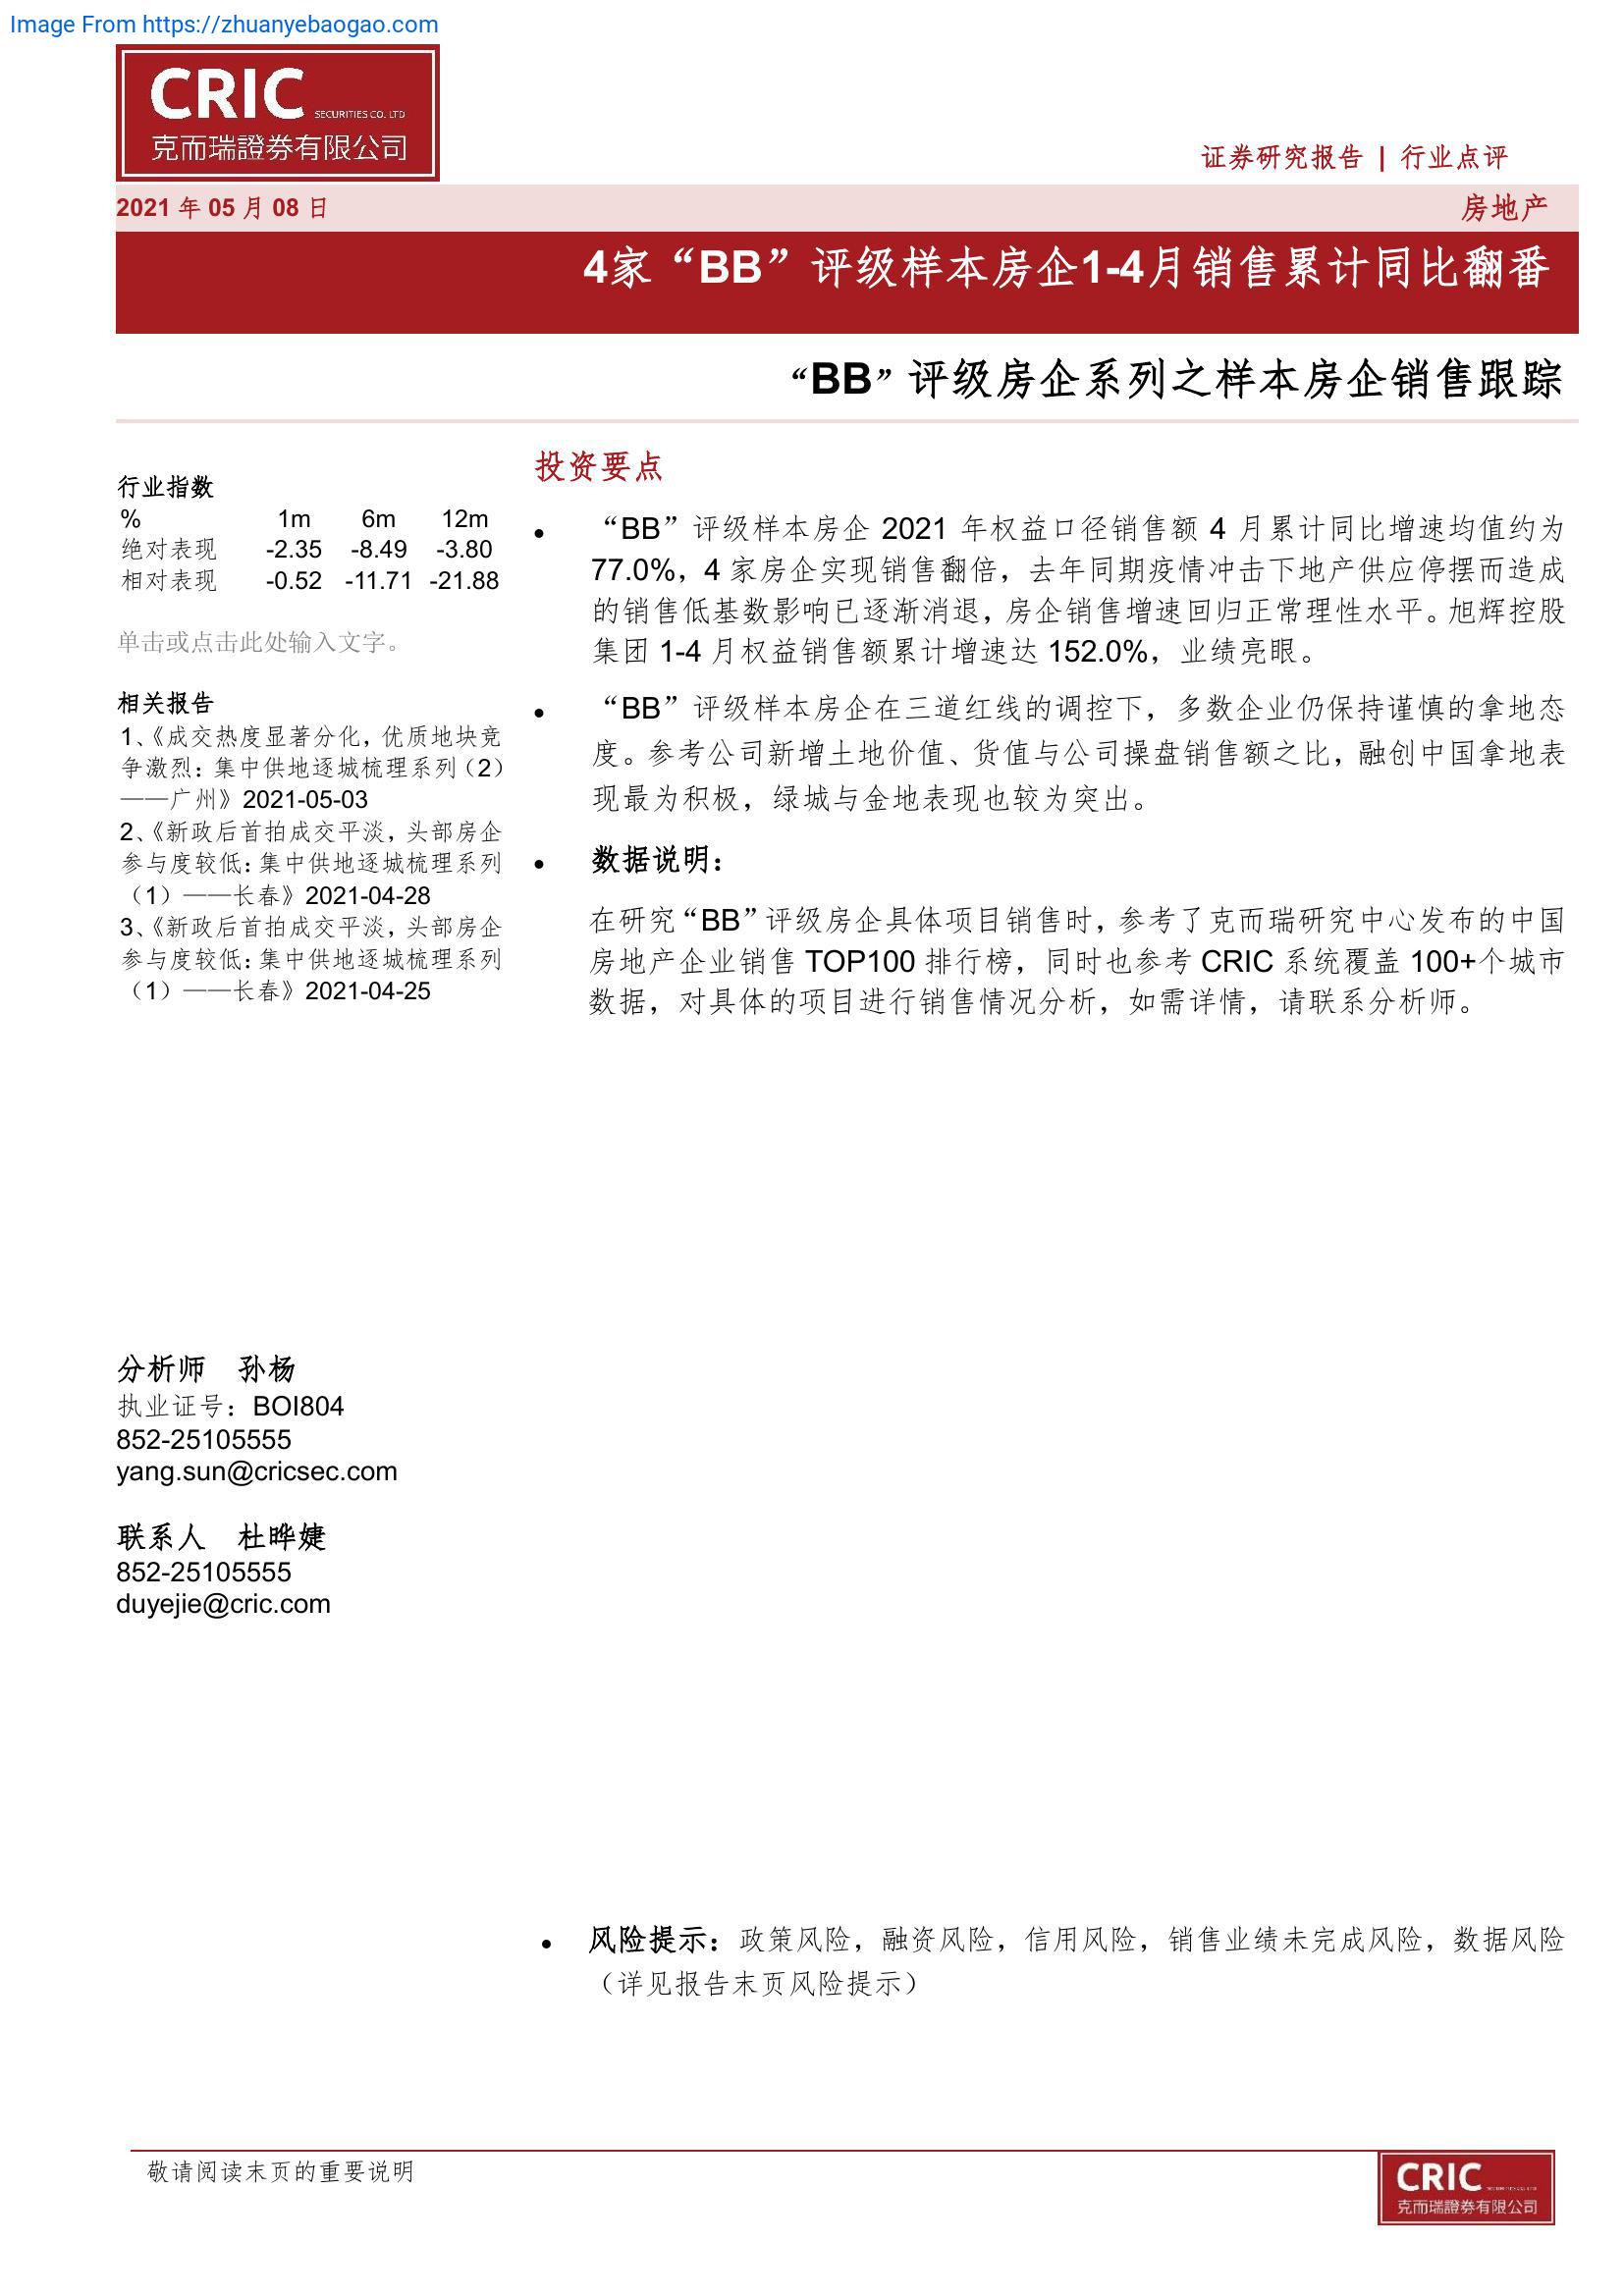 Image From https://zhuanyebaogao.com
CRIC SECURITIES CO. LTD
克而瑞證券有限公司
证券研究报告 | 行业点评
2021 年 05 月 08 日
房地产
4家“BB”评级样本房企1-4月销售累计同比翻番
“BB”评级房企系列之样本房企销售跟踪
行业指数
% 1m 6m 12m
绝对表现 -2.35 -8.49 -3.80
相对表现 -0.52 -11.71 -21.88
单击或点击此处输入文字。
相关报告
1、《成交热度显著分化，优质地块竞
争激烈：集中供地逐城梳理系列（2）
——广州》2021-05-03
2、《新政后首拍成交平淡，头部房企
参与度较低：集中供地逐城梳理系列
（1）——长春》2021-04-28
3、《新政后首拍成交平淡，头部房企
参与度较低：集中供地逐城梳理系列
（1）——长春》2021-04-25
分析师 孙杨
执业证号：BOI804
852-25105555
yang.sun@cricsec.com
联系人 杜晔婕
852-25105555
duyejie@cric.com
投资要点
● “BB”评级样本房企 2021 年权益口径销售额 4 月累计同比增速均值约为
77.0%，4 家房企实现销售翻倍，去年同期疫情冲击下地产供应停摆而造成
的销售低基数影响已逐渐消退，房企销售增速回归正常理性水平。旭辉控股
集团 1-4 月权益销售额累计增速达 152.0%，业绩亮眼。
● “BB”评级样本房企在三道红线的调控下，多数企业仍保持谨慎的拿地态
度。参考公司新增土地价值、货值与公司操盘销售额之比，融创中国拿地表
现最为积极，绿城与金地表现也较为突出。
● 数据说明：
在研究“BB”评级房企具体项目销售时，参考了克而瑞研究中心发布的中国
房地产企业销售 TOP100 排行榜，同时也参考 CRIC 系统覆盖 100+个城市
数据，对具体的项目进行销售情况分析，如需详情，请联系分析师。
● 风险提示：政策风险，融资风险，信用风险，销售业绩未完成风险，数据风险
（详见报告末页风险提示）
敬请阅读末页的重要说明
CRIC
克而瑞證券有限公司